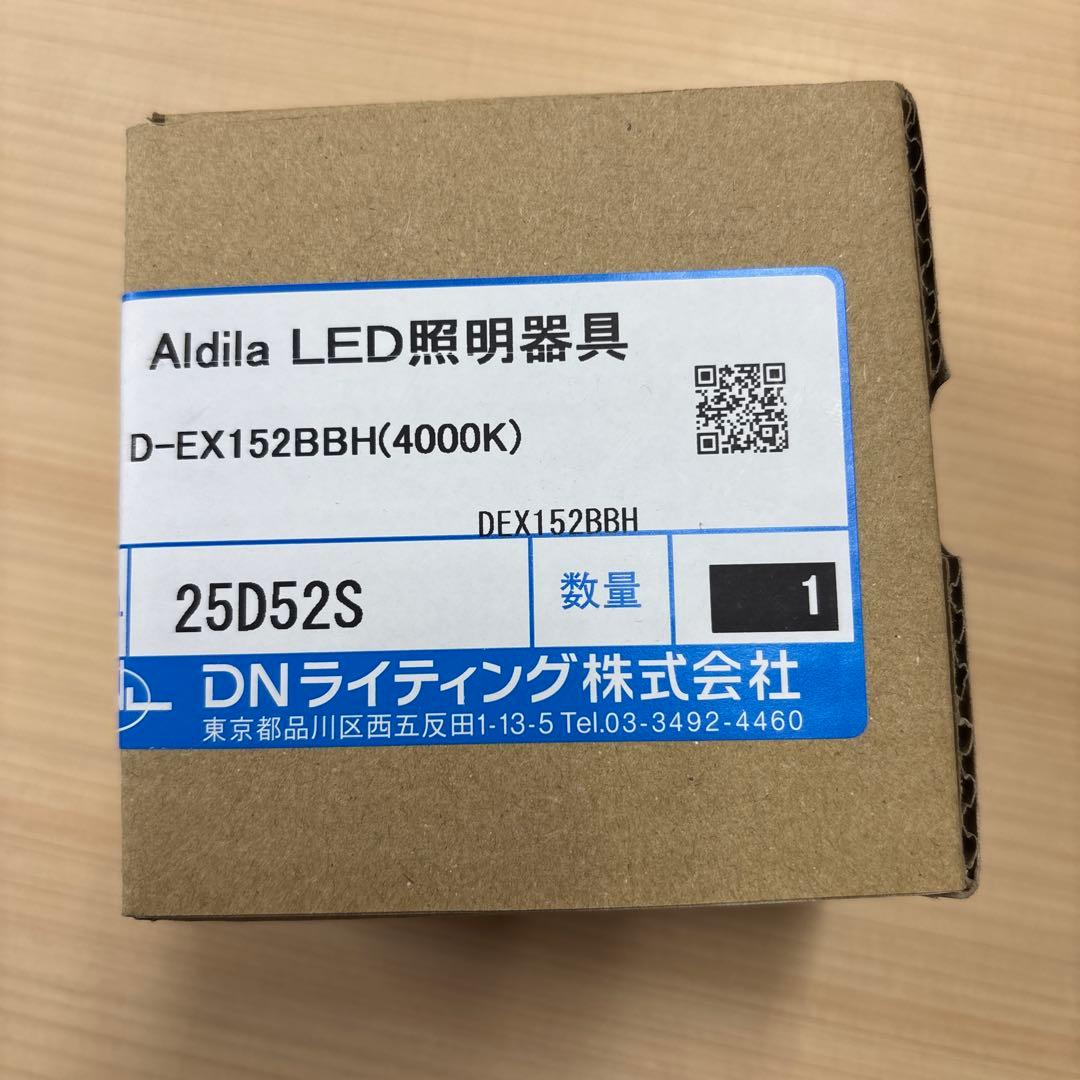 Aldila LED照明器具
D-EX152BBH(4000K)
DEX152BBH
25D52S 数量 1
DNライティング株式会社
東京都品川区西五反田1-13-5 Tel.03-3492-4460